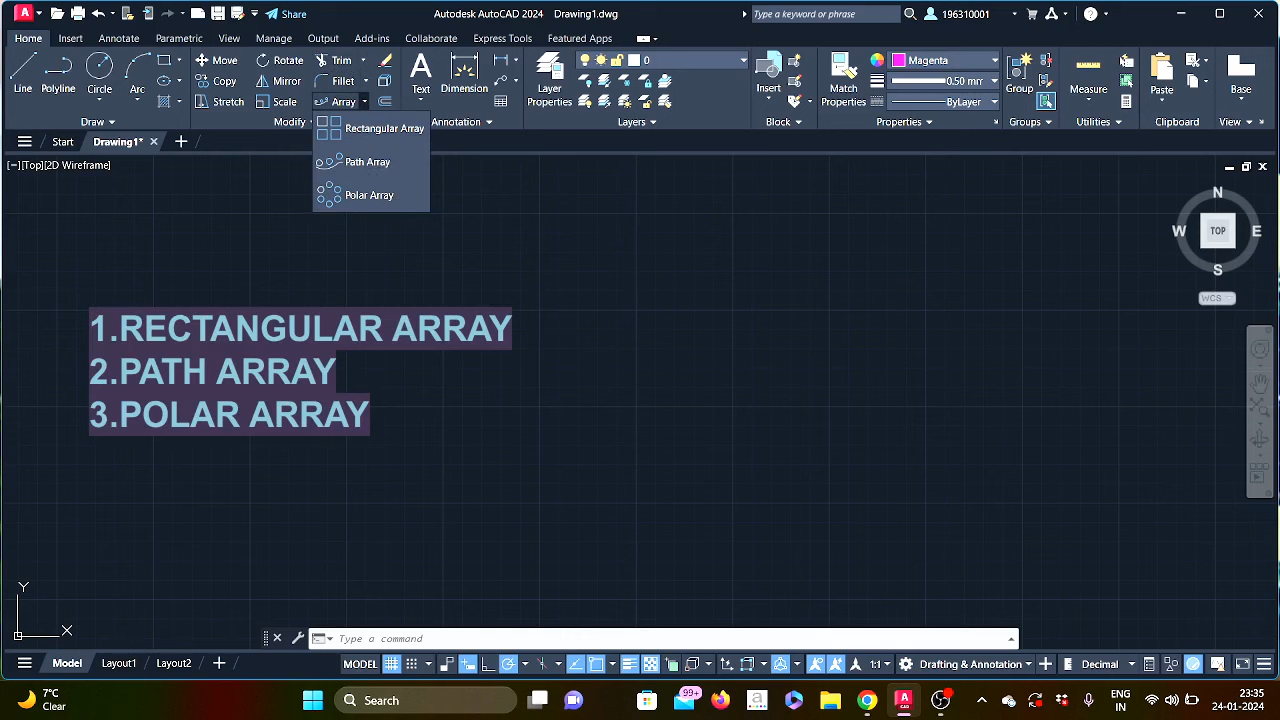 Share
Autodesk AutoCAD 2024 Drawing1.dwg
Type a keyword or phrase
196310001
Home Insert Annotate Parametric View Manage Output Add-ins Collaborate Express Tools Featured Apps
Line Polyline Circle Arc
Move Rotate Trim
Copy Mirror Fillet
Stretch Scale Array
Text Dimension
Layer Properties
0
Insert
Match Properties
Magenta
0.50 mm
ByLayer
Group
Measure
Paste
Base
Draw Modify Annotation Layers Block Properties Groups Utilities Clipboard View
Rectangular Array
Path Array
Polar Array
Start Drawing1*
[−][Top][2D Wireframe]
N
W TOP E
S
WCS
1.RECTANGULAR ARRAY
2.PATH ARRAY
3.POLAR ARRAY
Y
X
Type a command
Model Layout1 Layout2
MODEL 1:1 Drafting & Annotation Decimal
7°C
Clear
Search
99+
a
CAD
ENG
IN
23:35
24-01-2024